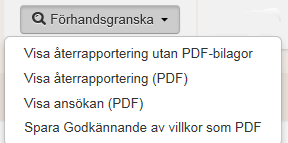 Förhandsgranska
Visa återrapportering utan PDF-bilagor
Visa återrapportering (PDF)
Visa ansökan (PDF)
Spara Godkännande av villkor som PDF